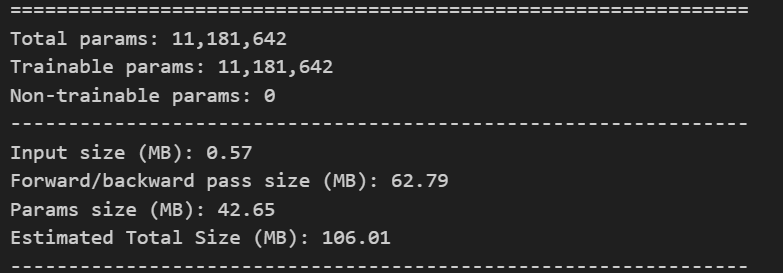 ================================================================
Total params: 11,181,642
Trainable params: 11,181,642
Non-trainable params: 0
----------------------------------------------------------------
Input size (MB): 0.57
Forward/backward pass size (MB): 62.79
Params size (MB): 42.65
Estimated Total Size (MB): 106.01
----------------------------------------------------------------